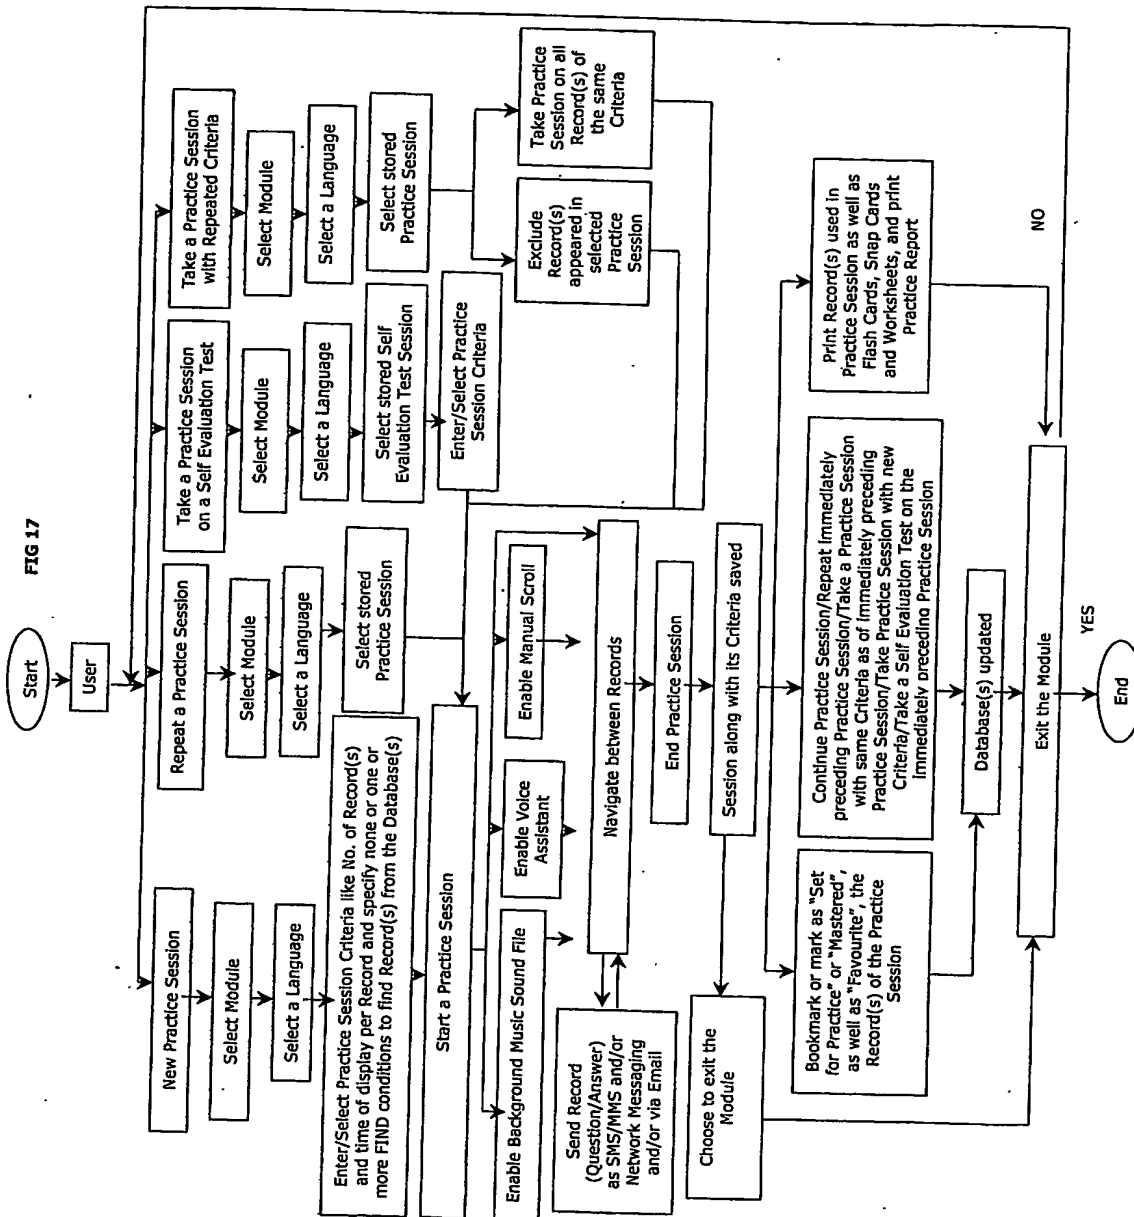 FIG 17
Start
User
New Practice Session
Select Module
Select a Language
Enter/Select Practice Session Criteria like No. of Record(s)
and time of display per Record and specify none or one or
more FIND conditions to find Record(s) from the Database(s)
Repeat a Practice Session
Select Module
Select a Language
Select stored
Practice Session
Take a Practice Session
on a Self Evaluation Test
Select Module
Select a Language
Select stored Self
Evaluation Test Session
Enter/Select Practice
Session Criteria
Take a Practice Session
with Repeated Criteria
Select Module
Select a Language
Select stored
Practice Session
Exclude
Record(s)
appeared in
selected
Practice
Session
Take Practice
Session on all
Record(s) of
the same
Criteria
Start a Practice Session
Enable Background Music Sound File
Enable Voice
Assistant
Enable Manual Scroll
Navigate between Records
Send Record
(Question/Answer)
as SMS/MMS and/or
Network Messaging
and/or via Email
End Practice Session
Session along with its Criteria saved
Choose to exit the
Module
Bookmark or mark as "Set
for Practice" or "Mastered",
as well as "Favourite", the
Record(s) of the Practice
Session
Continue Practice Session/Repeat Immediately
preceding Practice Session/Take a Practice Session
with same Criteria as of immediately preceding
Practice Session/Take Practice Session with new
Criteria/Take a Self Evaluation Test on the
immediately preceding Practice Session
Print Record(s) used in
Practice Session as well as
Flash Cards, Snap Cards
and Worksheets, and print
Practice Report
Database(s) updated
Exit the Module
NO
YES
End